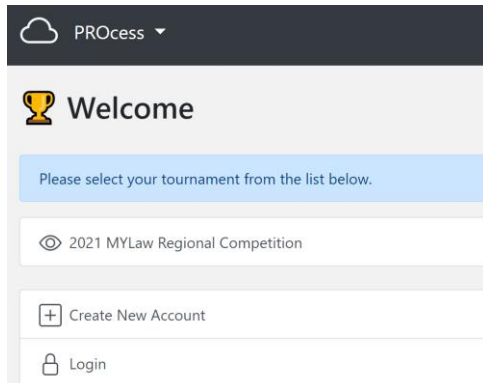 PROcess
Welcome
Please select your tournament from the list below.
2021 MYLaw Regional Competition
Create New Account
Login